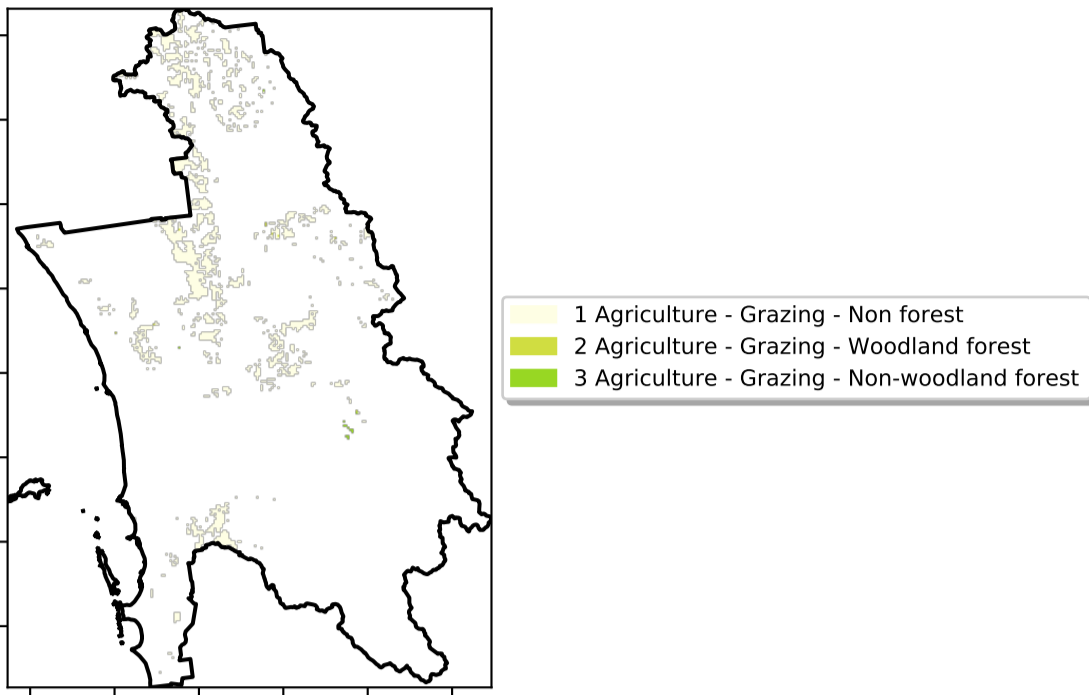 1 Agriculture - Grazing - Non forest
2 Agriculture - Grazing - Woodland forest
3 Agriculture - Grazing - Non-woodland forest